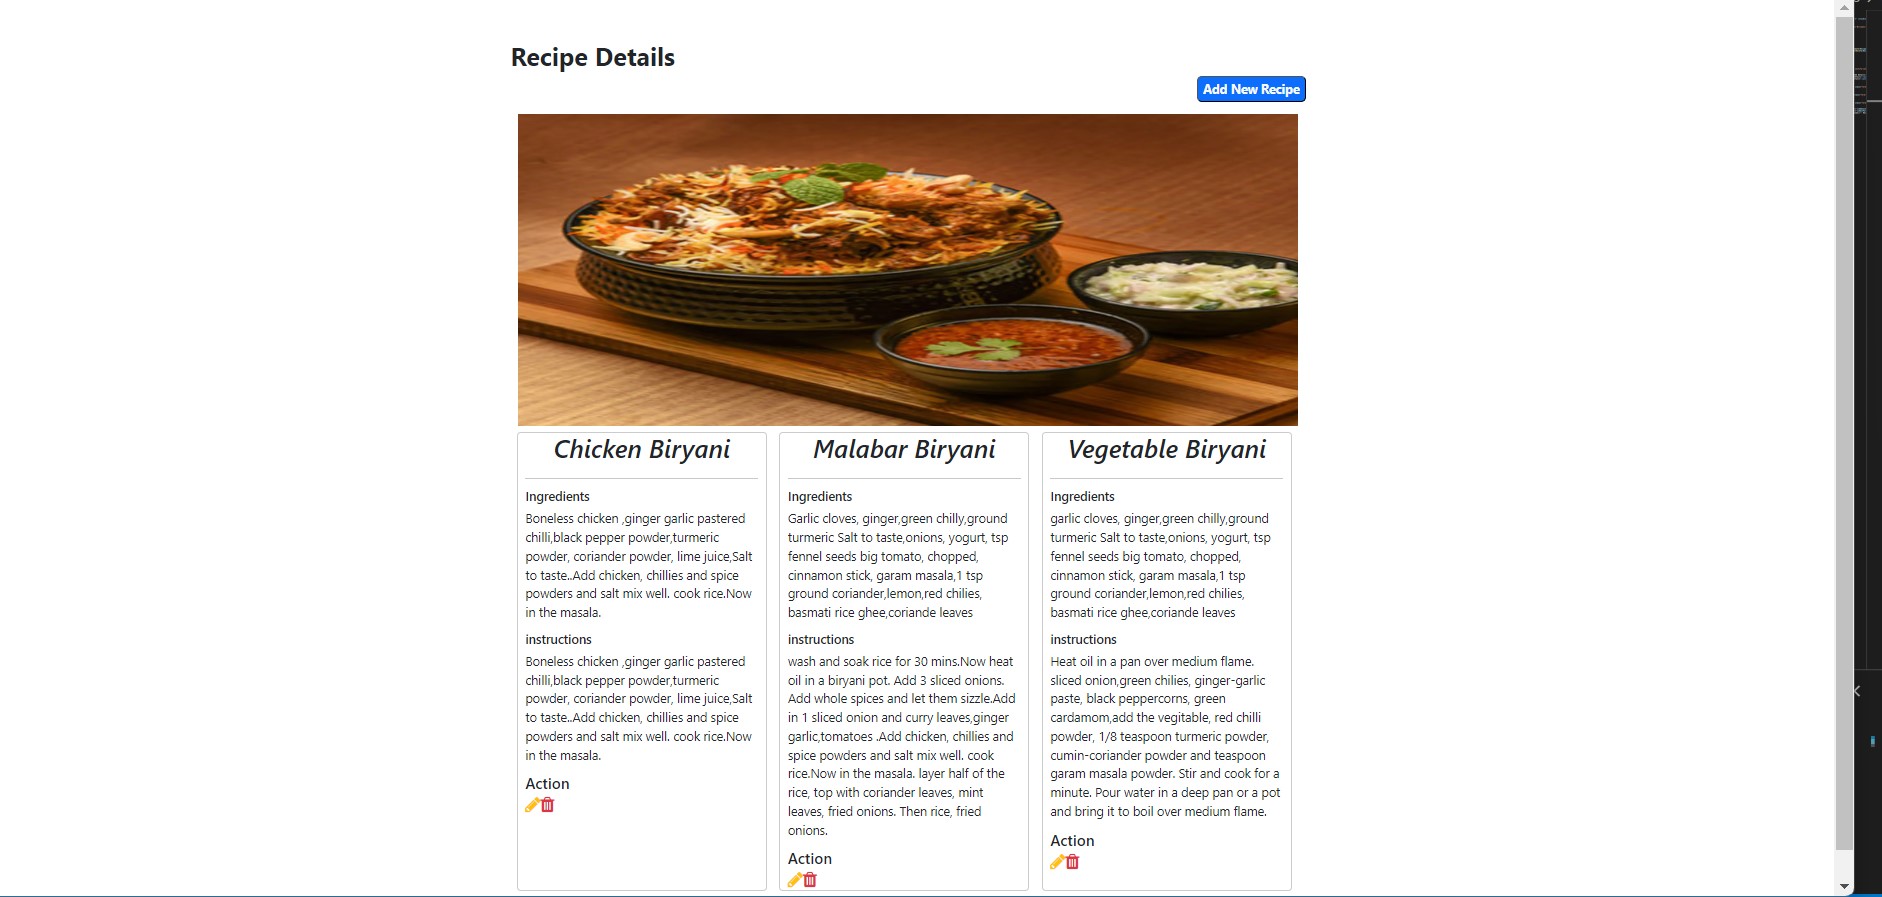 Recipe Details
Add New Recipe
Chicken Biryani
Ingredients
Boneless chicken ,ginger garlic pastered
chilli,black pepper powder,turmeric
powder, coriander powder, lime juice,Salt
to taste..Add chicken, chillies and spice
powders and salt mix well. cook rice.Now
in the masala.
instructions
Boneless chicken ,ginger garlic pastered
chilli,black pepper powder,turmeric
powder, coriander powder, lime juice,Salt
to taste..Add chicken, chillies and spice
powders and salt mix well. cook rice.Now
in the masala.
Action
Malabar Biryani
Ingredients
Garlic cloves, ginger,green chilly,ground
turmeric Salt to taste,onions, yogurt, tsp
fennel seeds big tomato, chopped,
cinnamon stick, garam masala,1 tsp
ground coriander,lemon,red chilies,
basmati rice ghee,coriande leaves
instructions
wash and soak rice for 30 mins.Now heat
oil in a biryani pot. Add 3 sliced onions.
Add whole spices and let them sizzle.Add
in 1 sliced onion and curry leaves,ginger
garlic,tomatoes .Add chicken, chillies and
spice powders and salt mix well. cook
rice.Now in the masala. layer half of the
rice, top with coriander leaves, mint
leaves, fried onions. Then rice, fried
onions.
Action
Vegetable Biryani
Ingredients
garlic cloves, ginger,green chilly,ground
turmeric Salt to taste,onions, yogurt, tsp
fennel seeds big tomato, chopped,
cinnamon stick, garam masala,1 tsp
ground coriander,lemon,red chilies,
basmati rice ghee,coriande leaves
instructions
Heat oil in a pan over medium flame.
sliced onion,green chilies, ginger-garlic
paste, black peppercorns, green
cardamom,add the vegitable, red chilli
powder, 1/8 teaspoon turmeric powder,
cumin-coriander powder and teaspoon
garam masala powder. Stir and cook for a
minute. Pour water in a deep pan or a pot
and bring it to boil over medium flame.
Action